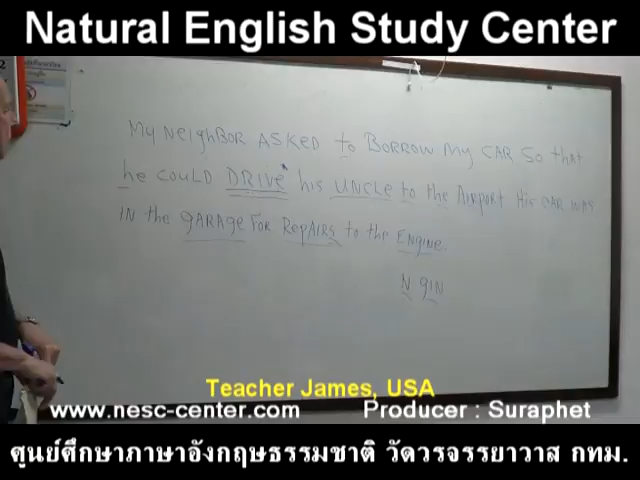 Natural English Study Center
My NeighBOR ASKED to BORROW My CAR So that
he COULD DRIVE his UNCLE to the AIRPORT His CAR WAS
IN the gARAge FOR RepAIRS to the ENgINe.
N gIN
Teacher James, USA
www.nesc-center.com Producer : Suraphet
ศูนย์ศึกษาภาษาอังกฤษธรรมชาติ วัดวรจรรยาวาส กทม.